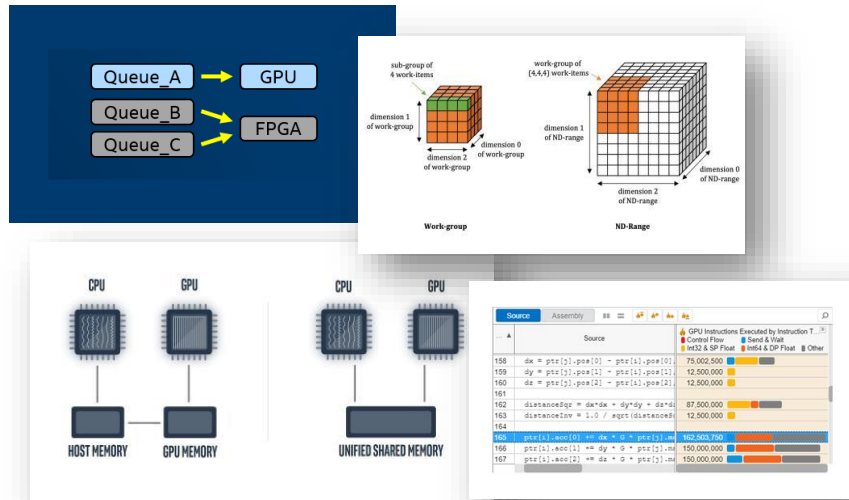 Queue_A
GPU
Queue_B
FPGA
Queue_C
sub-group of
4 work-items
dimension 1
of work-group
dimension 0
of work-group
dimension 2
of work-group
Work-group
work-group of
{4,4,4} work-items
dimension 1
of ND-range
dimension 0
of ND-range
dimension 2
of ND-range
ND-Range
CPU
GPU
HOST MEMORY
GPU MEMORY
CPU
GPU
UNIFIED SHARED MEMORY
Source
Assembly
... ▲
Source
GPU Instructions Executed by Instruction T...
Control Flow
Send & Wait
Int32 & SP Float
Int64 & DP Float
Other
158 dx = ptr[j].pos[0] - ptr[i].pos[0] 75,002,500
159 dy = ptr[j].pos[1] - ptr[i].pos[1] 12,500,000
160 dz = ptr[j].pos[2] - ptr[i].pos[2] 12,500,000
161
162 distanceSqr = dx*dx + dy*dy + dz*d 87,500,000
163 distanceInv = 1.0 / sqrt(distanceS 12,500,000
164
165 ptr[i].acc[0] += dx * G * ptr[j].m 162,503,750
166 ptr[i].acc[1] += dy * G * ptr[j].m 150,000,000
167 ptr[i].acc[2] += dz * G * ptr[j].m 150,000,000